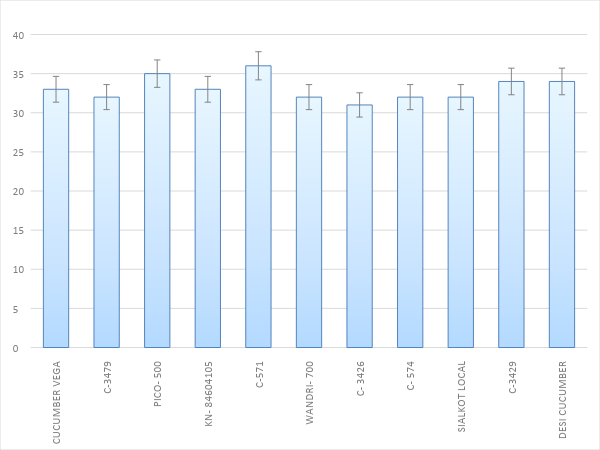 40
35
30
25
20
15
10
5
0
CUCUMBER VEGA
C-3479
PICO- 500
KN- 84604105
C-571
WANDRI- 700
C- 3426
C- 574
SIALKOT LOCAL
C-3429
DESI CUCUMBER